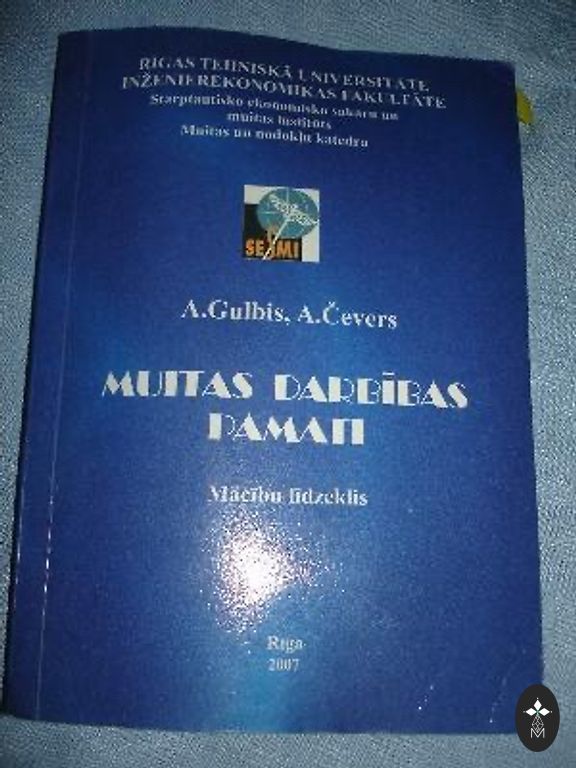 RĪGAS TEHNISKĀ UNIVERSITĀTE
INŽENIEREKONOMIKAS FAKULTĀTE
Starptautisko ekonomisko sakaru un
muitas institūts
Muitas un nodokļu katedra
SESMI
A.Gulbis, A.Čevers
MUITAS DARBĪBAS
PAMATI
Mācību līdzeklis
Rīga
2007
M